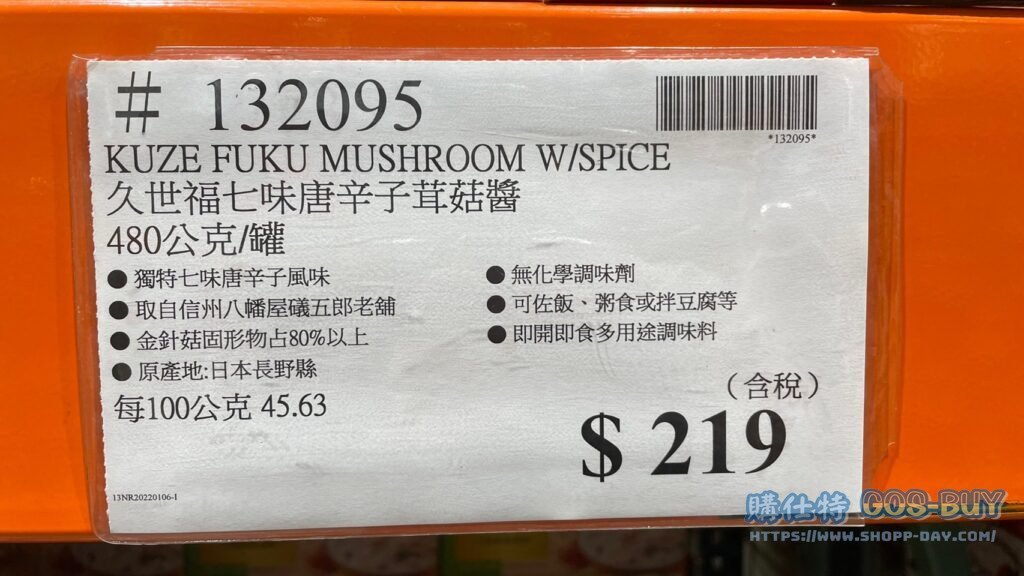 # 132095
*132095*
KUZE FUKU MUSHROOM W/SPICE
久世福七味唐辛子茸菇醬
480公克/罐
● 獨特七味唐辛子風味
● 取自信州八幡屋礒五郎老舖
● 金針菇固形物占80%以上
● 原產地:日本長野縣
● 無化學調味劑
● 可佐飯、粥食或拌豆腐等
● 即開即食多用途調味料
每100公克 45.63
（含稅）
$ 219
13NR20220106-1
購仕特 GOS-BUY
HTTPS://WWW.SHOPP-DAY.COM/